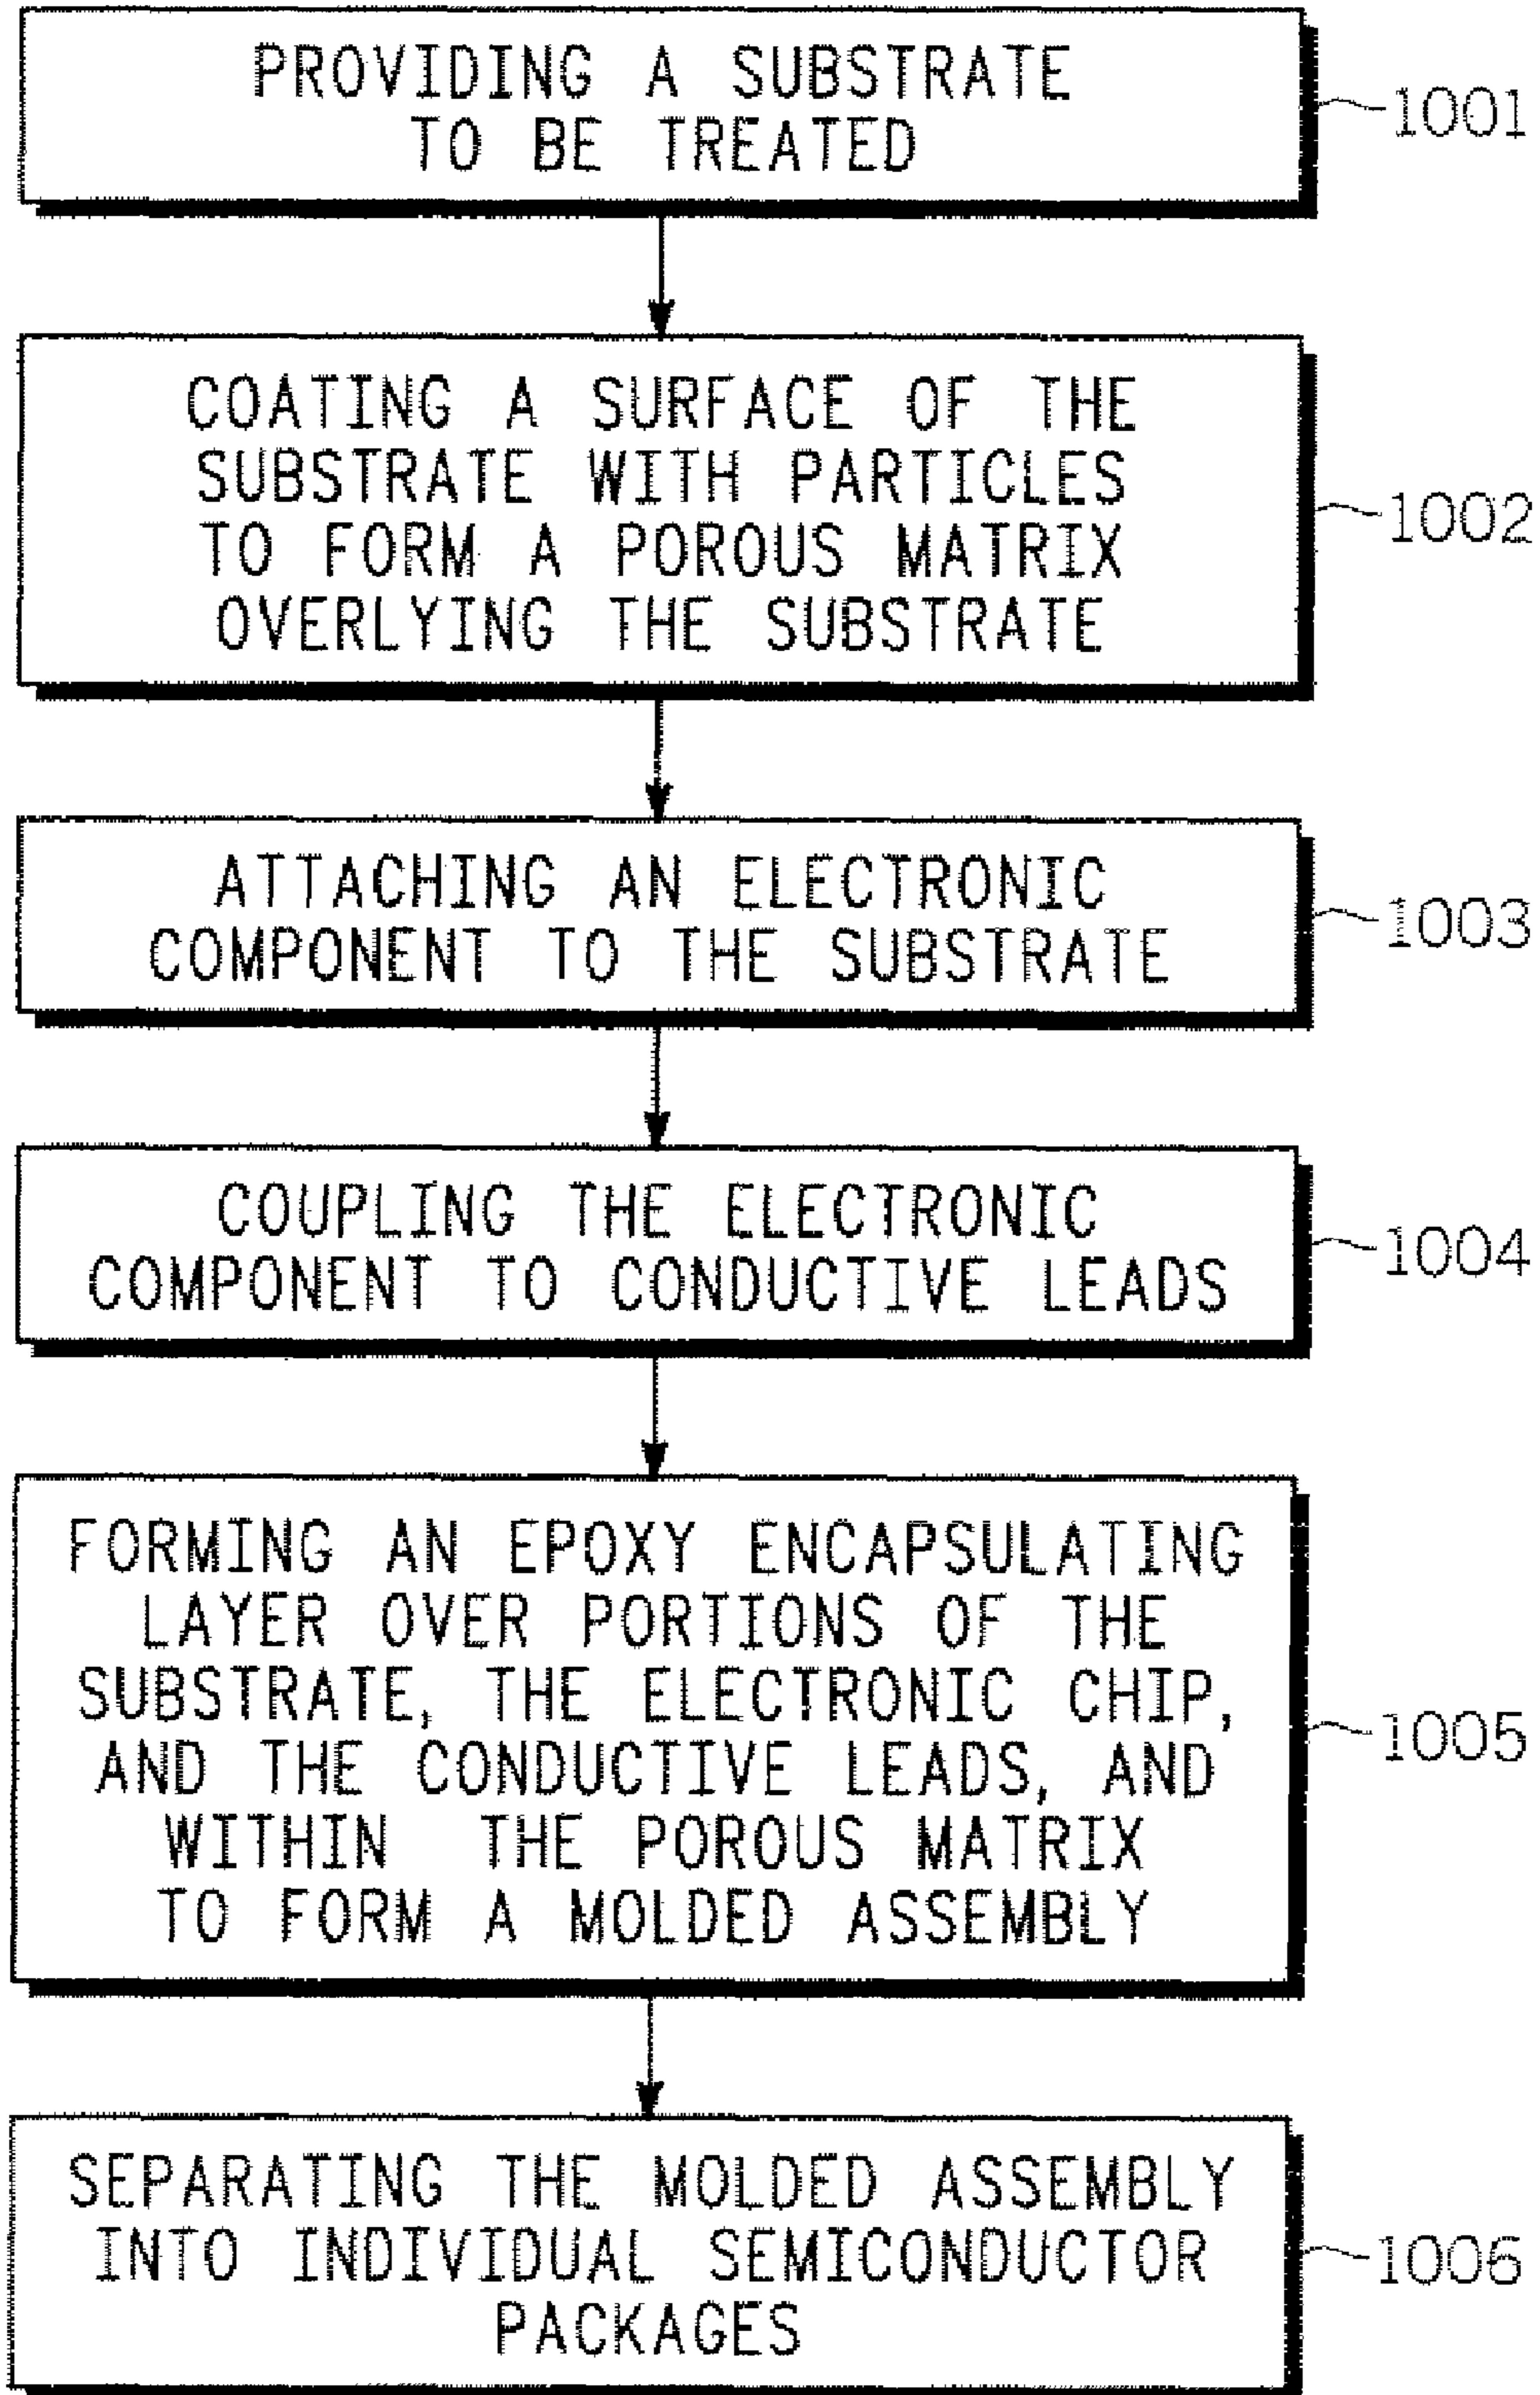 PROVIDING A SUBSTRATE
TO BE TREATED
1001
COATING A SURFACE OF THE
SUBSTRATE WITH PARTICLES
TO FORM A POROUS MATRIX
OVERLYING THE SUBSTRATE
1002
ATTACHING AN ELECTRONIC
COMPONENT TO THE SUBSTRATE
1003
COUPLING THE ELECTRONIC
COMPONENT TO CONDUCTIVE LEADS
1004
FORMING AN EPOXY ENCAPSULATING
LAYER OVER PORTIONS OF THE
SUBSTRATE, THE ELECTRONIC CHIP,
AND THE CONDUCTIVE LEADS, AND
WITHIN THE POROUS MATRIX
TO FORM A MOLDED ASSEMBLY
1005
SEPARATING THE MOLDED ASSEMBLY
INTO INDIVIDUAL SEMICONDUCTOR
PACKAGES
1006